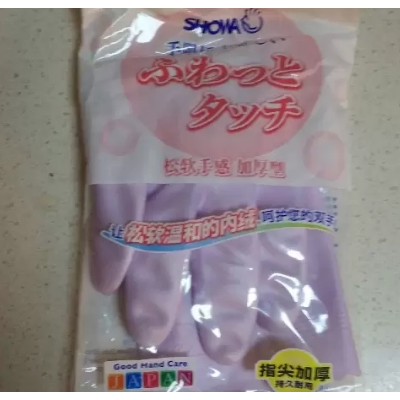 SHOWA
ふわっと
タッチ
松软手感 加厚型
让松软温和的内绒 呵护您的双手
Good Hand Care
JAPAN
指尖加厚
持久耐用